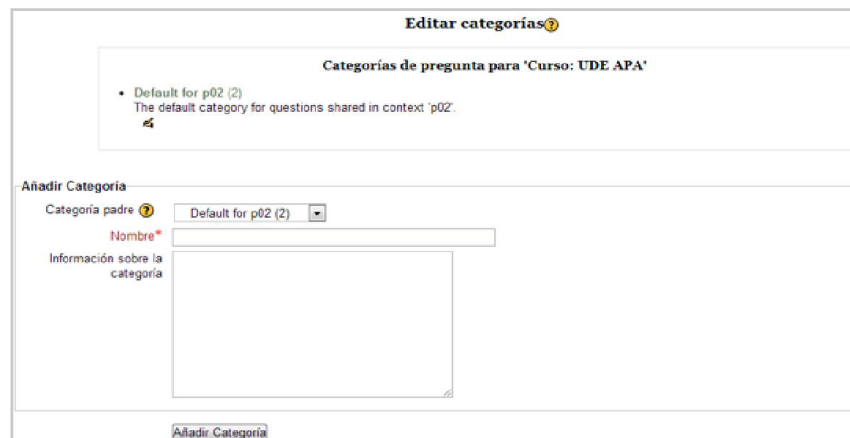 Editar categorías
Categorías de pregunta para 'Curso: UDE APA'
• Default for p02 (2)
The default category for questions shared in context 'p02'.
Añadir Categoría
Categoría padre Default for p02 (2)
Nombre*
Información sobre la
categoría
Añadir Categoría